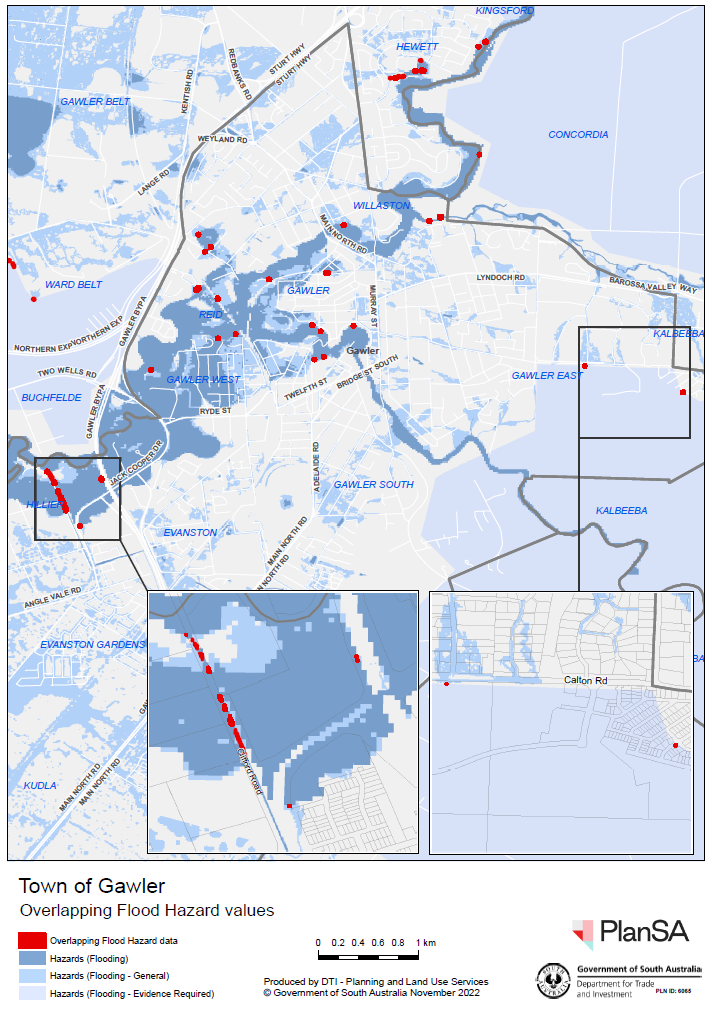 KINGSFORD
HEWETT
STURT HWY
STURT HWY
REDBANKS RD
KENTISH RD
GAWLER BELT
CONCORDIA
WEYLAND RD
LANGE RD
WILLASTON
MAIN NORTH RD
LYNDOCH RD
BAROSSA VALLEY WAY
WARD BELT
GAWLER
MURRAY ST
GAWLER BYPA
REID
NORTHERN EXP
NORTHERN EXP
KALBEEBA
Gawler
TWO WELLS RD
GAWLER WEST
TWELFTH ST
BRIDGE ST SOUTH
GAWLER EAST
BUCHFELDE
GAWLER BYPA
RYDE ST
JACK COOPER DR
ADELAIDE RD
GAWLER SOUTH
HILLIER
KALBEEBA
EVANSTON
MAIN NORTH RD
N NORTH RD
ANGLE VALE RD
EVANSTON GARDENS
BA
GA
Calton Rd
Clifford Road
KUDLA
MAIN NORTH RD
MAIN NORTH RD
Town of Gawler
Overlapping Flood Hazard values
Overlapping Flood Hazard data
Hazards (Flooding)
Hazards (Flooding - General)
Hazards (Flooding - Evidence Required)
0 0.2 0.4 0.6 0.8 1 km
Produced by DTI - Planning and Land Use Services
© Government of South Australia November 2022
PlanSA
Government of South Australia
Department for Trade
and Investment
PLN ID: 6065